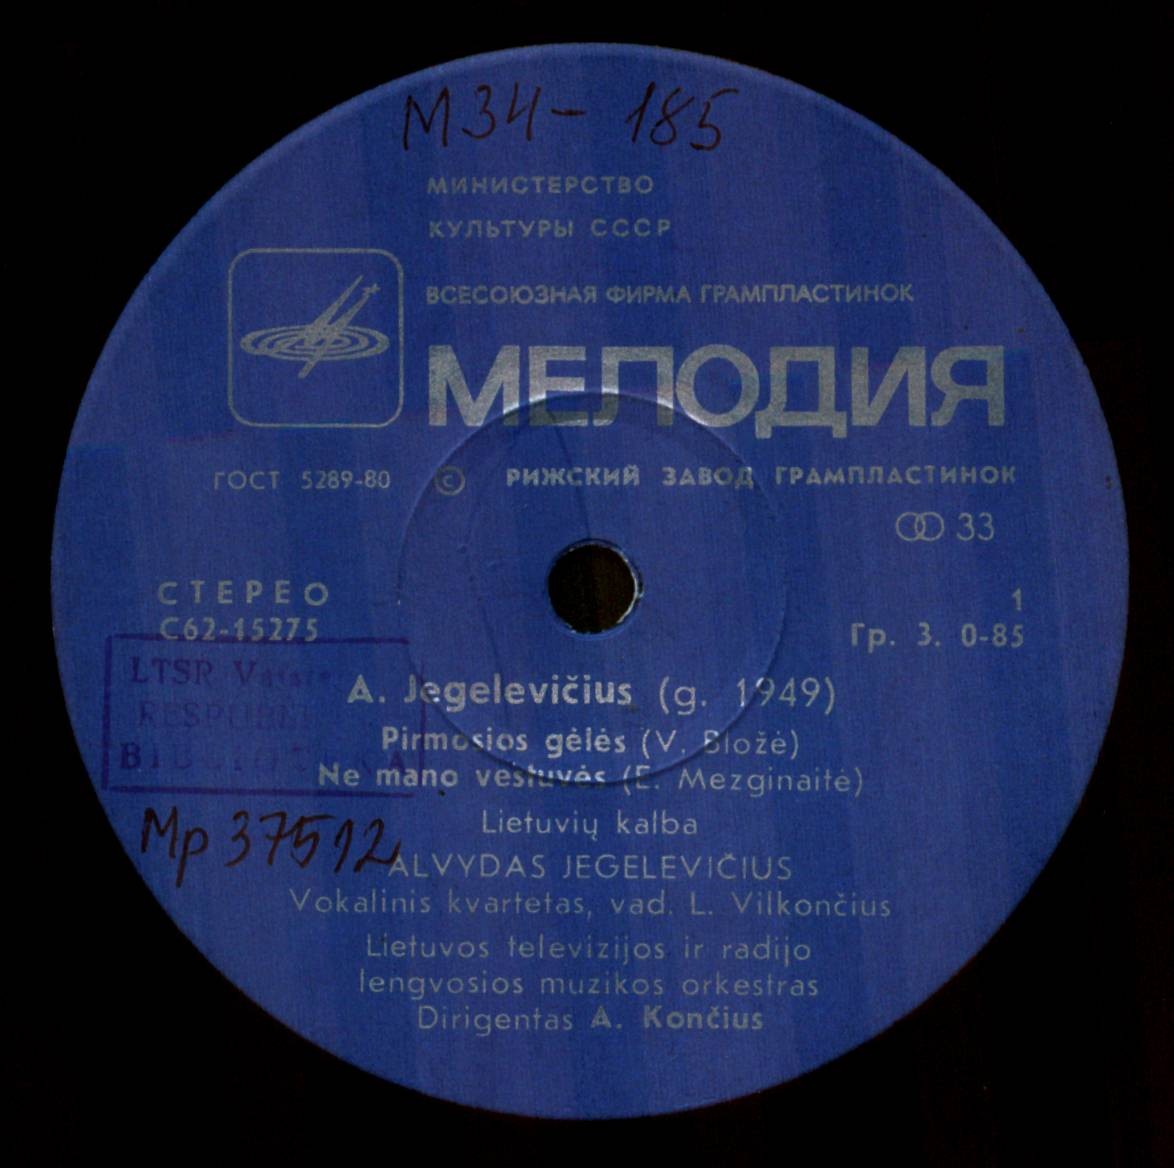 M34- 185
МИНИСТЕРСТВО
КУЛЬТУРЫ СССР
ВСЕСОЮЗНАЯ ФИРМА ГРАМПЛАСТИНОК
МЕЛОДИЯ
ГОСТ 5289-80 © РИЖСКИЙ ЗАВОД ГРАМПЛАСТИНОК
33
СТЕРЕО
1
С62-15275
Гр. 3. 0-85
LTSR
A. Jegelevičius (g. 1949)
Pirmosios gėlės (V. Bložė)
Ne mano vestuvės (E. Mezginaitė)
Lietuvių kalba
Mp 37512
ALVYDAS JEGELEVIČIUS
Vokalinis kvartetas, vad. L. Vilkončius
Lietuvos televizijos ir radijo
lengvosios muzikos orkestras
Dirigentas A. Končius